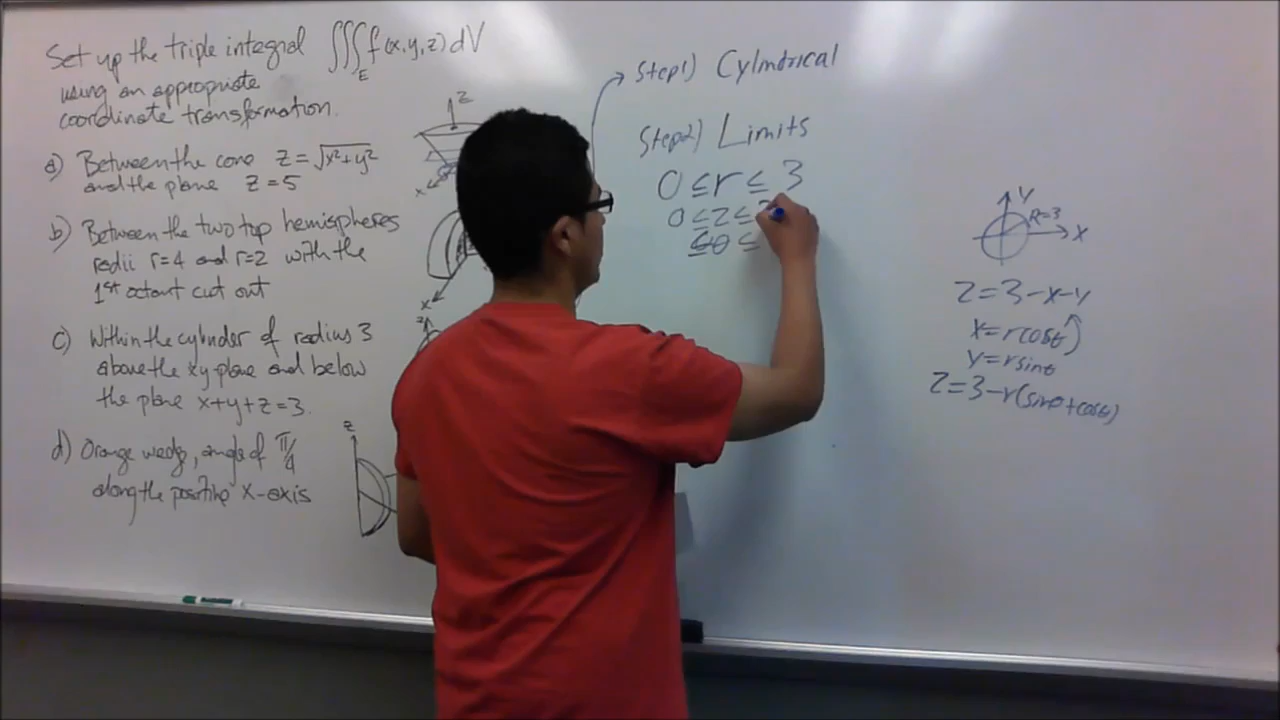 Set up the triple integral ∭_E f(x,y,z) dV
using an appropriate
coordinate transformation.
a) Between the cone z = √(x²+y²)
and the plane z = 5
b) Between the two top hemispheres
radii r=4 and r=2 with the
1st octant cut out
c) Within the cylinder of radius 3
above the xy-plane and below
the plane x+y+z=3.
d) Orange wedge, angle of π/4
along the positive x-axis
z
x
x
z
z
Step1) Cylindrical
Step2) Limits
0 ≤ r ≤ 3
0 ≤ z ≤
≤ θ ≤
y
R=3
x
z = 3-x-y
x = rcosθ
y = rsinθ
z = 3-r(sinθ+cosθ)